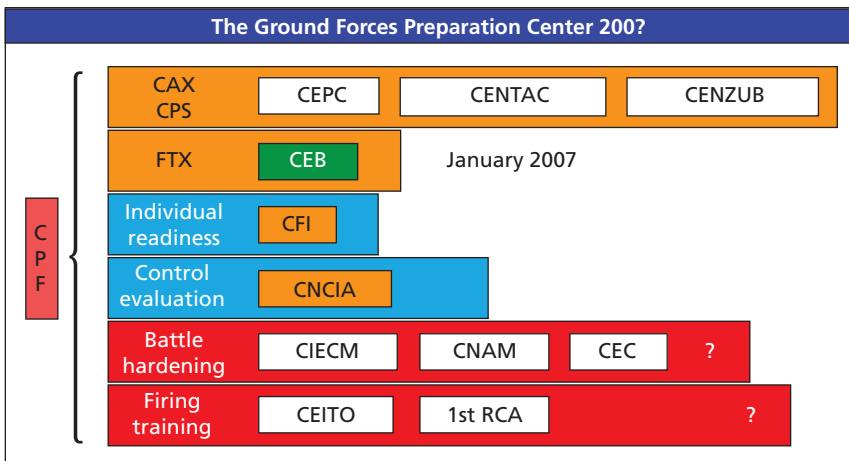 The Ground Forces Preparation Center 200?
C
P
F
CAX
CPS
CEPC
CENTAC
CENZUB
FTX
CEB
January 2007
Individual
readiness
CFI
Control
evaluation
CNCIA
Battle
hardening
CIECM
CNAM
CEC
?
Firing
training
CEITO
1st RCA
?